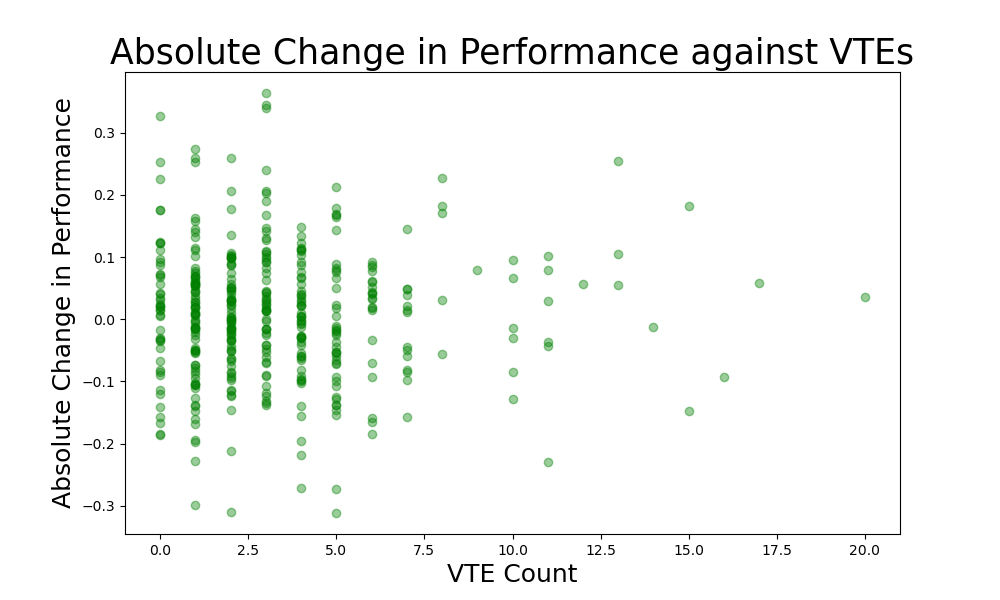 Absolute Change in Performance against VTEs
Absolute Change in Performance
0.3
0.2
0.1
0.0
−0.1
−0.2
−0.3
0.0 2.5 5.0 7.5 10.0 12.5 15.0 17.5 20.0
VTE Count